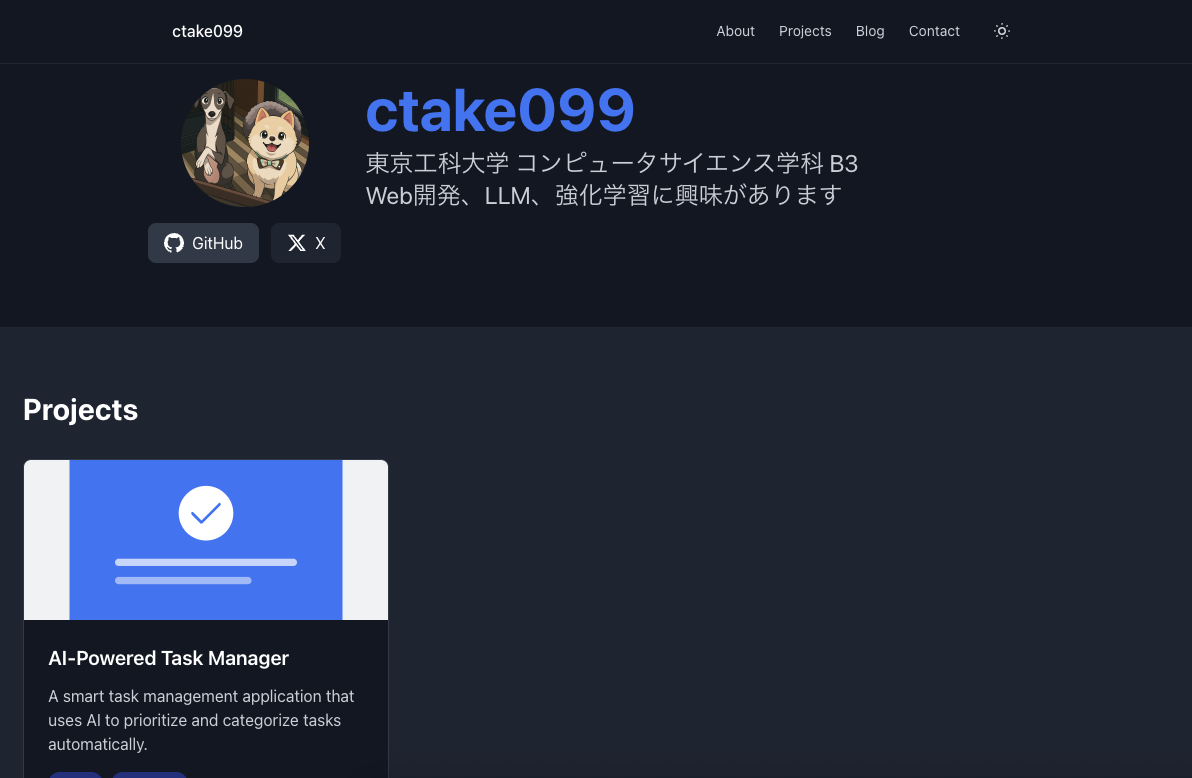 ctake099
About
Projects
Blog
Contact
ctake099
東京工科大学 コンピュータサイエンス学科 B3
Web開発、LLM、強化学習に興味があります
GitHub
X
Projects
AI-Powered Task Manager
A smart task management application that
uses AI to prioritize and categorize tasks
automatically.